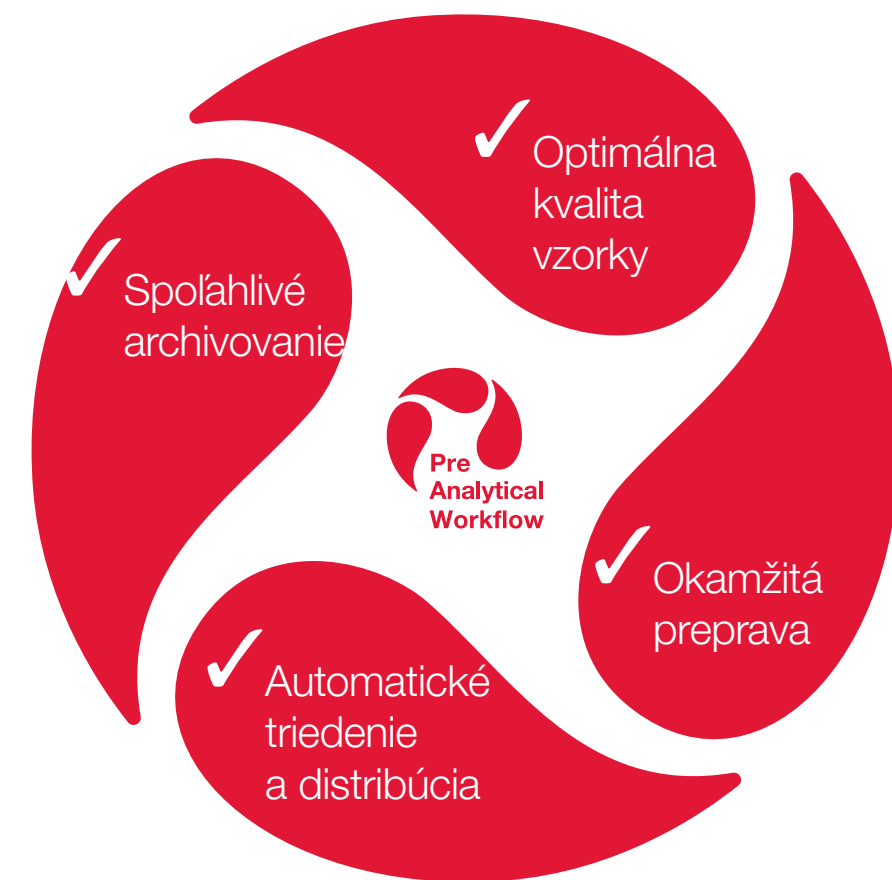 ✓ Optimálna
kvalita
vzorky
✓ Spoľahlivé
archivovanie
Pre
Analytical
Workflow
✓ Okamžitá
preprava
✓ Automatické
triedenie
a distribúcia